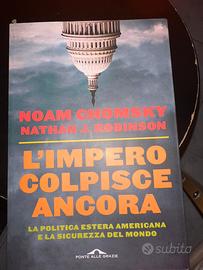 NOAM CHOMSKY
NATHAN J. ROBINSON
L'IMPERO
COLPISCE
ANCORA
LA POLITICA ESTERA AMERICANA
E LA SICUREZZA DEL MONDO
PONTE ALLE GRAZIE
subito